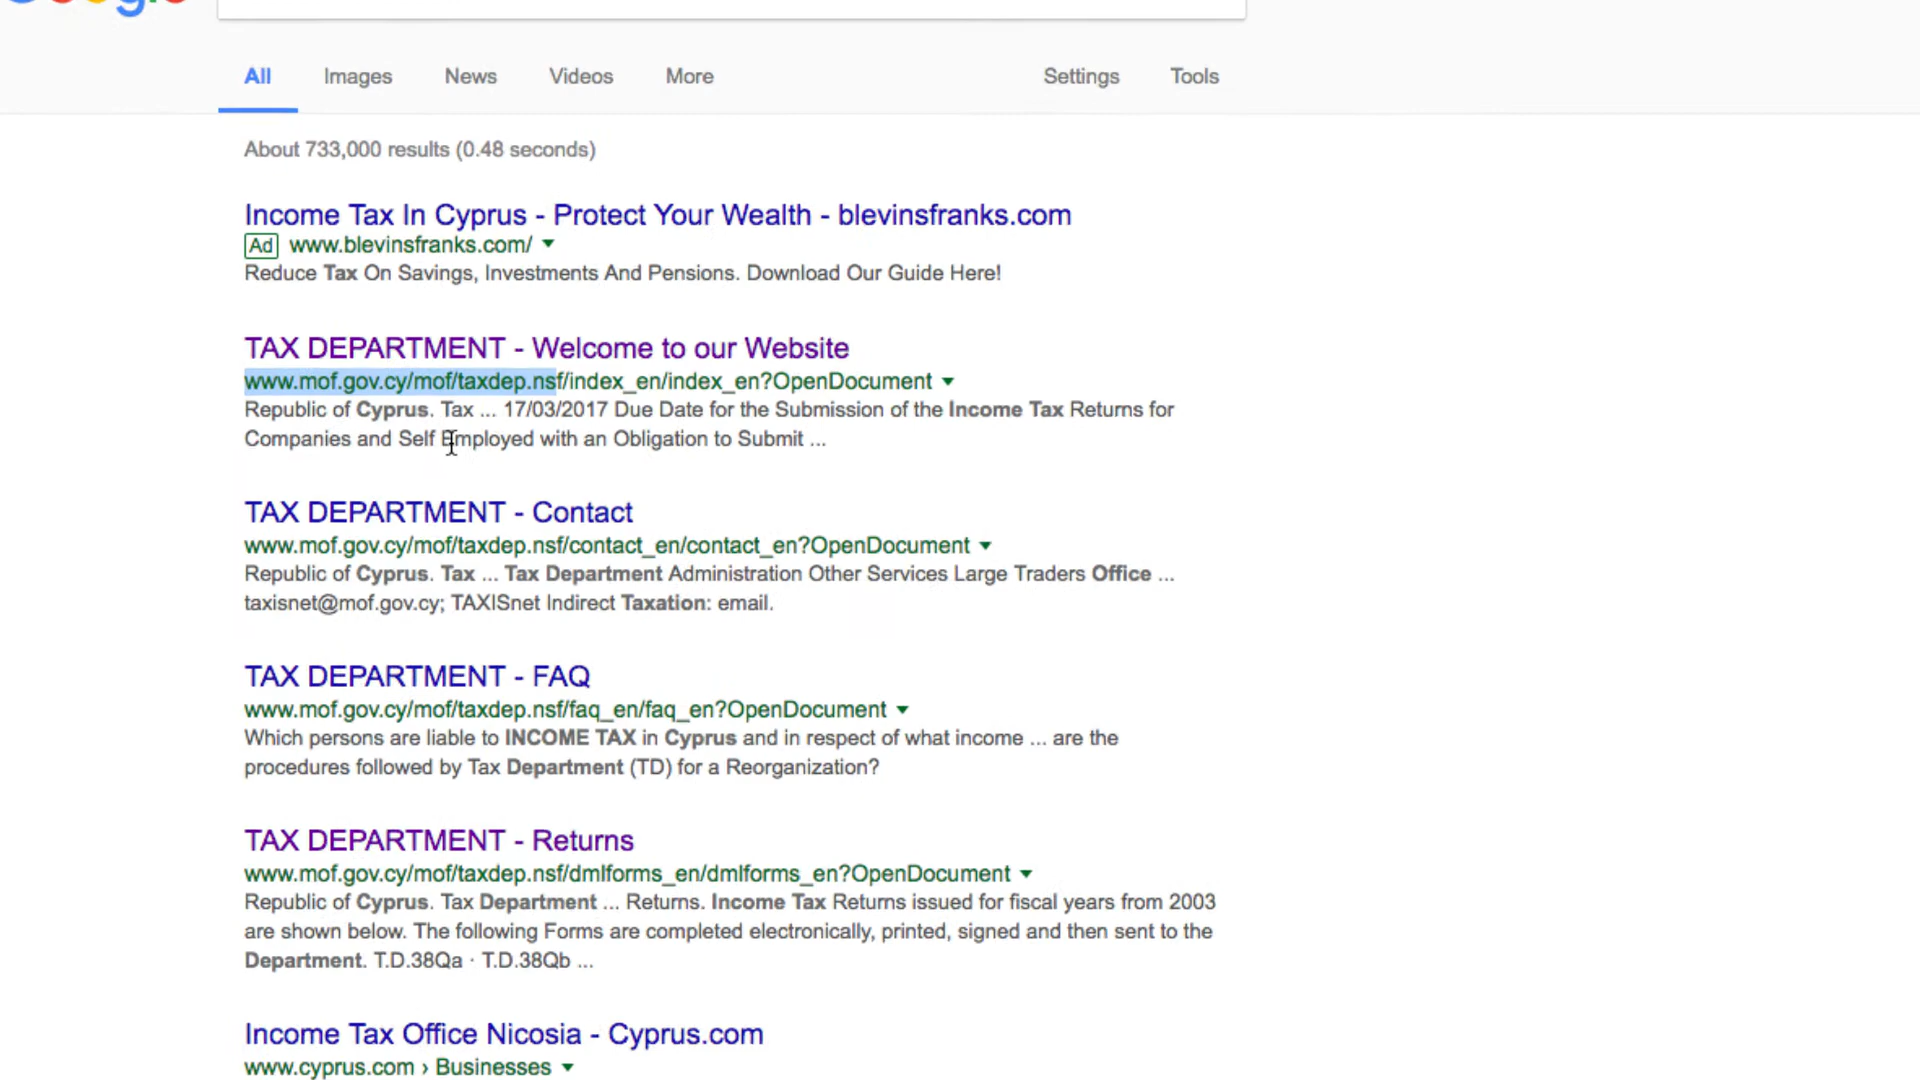 All Images News Videos More Settings Tools
About 733,000 results (0.48 seconds)
Income Tax In Cyprus - Protect Your Wealth - blevinsfranks.com
Ad www.blevinsfranks.com/
Reduce Tax On Savings, Investments And Pensions. Download Our Guide Here!
TAX DEPARTMENT - Welcome to our Website
www.mof.gov.cy/mof/taxdep.nsf/index_en/index_en?OpenDocument
Republic of Cyprus. Tax ... 17/03/2017 Due Date for the Submission of the Income Tax Returns for
Companies and Self Employed with an Obligation to Submit ...
TAX DEPARTMENT - Contact
www.mof.gov.cy/mof/taxdep.nsf/contact_en/contact_en?OpenDocument
Republic of Cyprus. Tax ... Tax Department Administration Other Services Large Traders Office ...
taxisnet@mof.gov.cy; TAXISnet Indirect Taxation: email.
TAX DEPARTMENT - FAQ
www.mof.gov.cy/mof/taxdep.nsf/faq_en/faq_en?OpenDocument
Which persons are liable to INCOME TAX in Cyprus and in respect of what income ... are the
procedures followed by Tax Department (TD) for a Reorganization?
TAX DEPARTMENT - Returns
www.mof.gov.cy/mof/taxdep.nsf/dmlforms_en/dmlforms_en?OpenDocument
Republic of Cyprus. Tax Department ... Returns. Income Tax Returns issued for fiscal years from 2003
are shown below. The following Forms are completed electronically, printed, signed and then sent to the
Department. T.D.38Qa · T.D.38Qb ...
Income Tax Office Nicosia - Cyprus.com
www.cyprus.com › Businesses